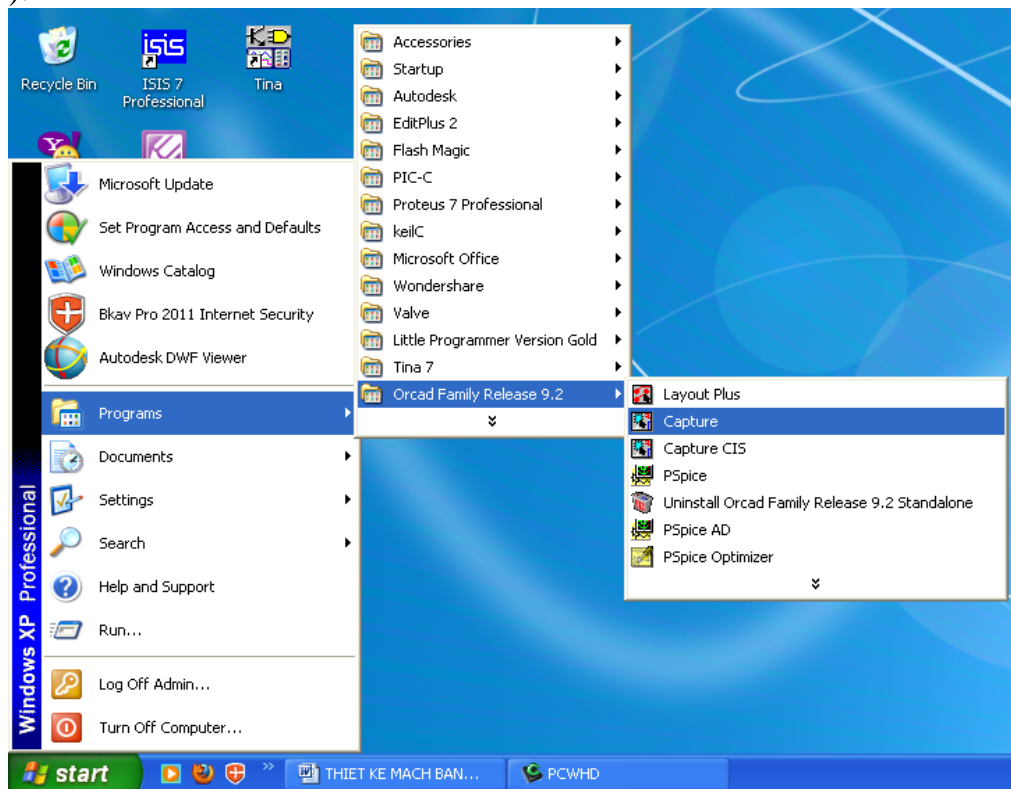 ).
Recycle Bin
isis
ISIS 7
Professional
Tina
Accessories
Startup
Autodesk
EditPlus 2
Flash Magic
PIC-C
Proteus 7 Professional
keilC
Microsoft Office
Wondershare
Valve
Little Programmer Version Gold
Tina 7
Orcad Family Release 9.2
Microsoft Update
Set Program Access and Defaults
Windows Catalog
Bkav Pro 2011 Internet Security
Autodesk DWF Viewer
Programs
Documents
Settings
Search
Help and Support
Run...
Log Off Admin...
Turn Off Computer...
Windows XP Professional
Layout Plus
Capture
Capture CIS
PSpice
Uninstall Orcad Family Release 9.2 Standalone
PSpice AD
PSpice Optimizer
start
THIET KE MACH BAN...
PCWHD